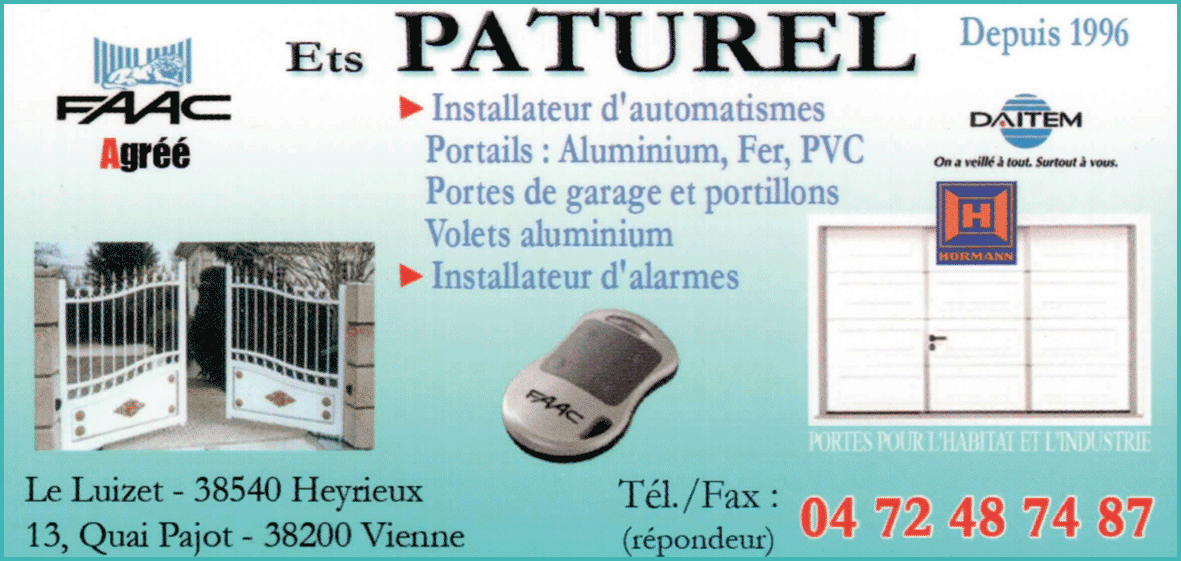 FAAC
Agréé
Ets PATUREL
Depuis 1996
Installateur d'automatismes
Portails : Aluminium, Fer, PVC
Portes de garage et portillons
Volets aluminium
Installateur d'alarmes
DAITEM
On a veillé à tout. Surtout à vous.
H
HÖRMANN
FAAC
PORTES POUR L'HABITAT ET L'INDUSTRIE
Le Luizet - 38540 Heyrieux
13, Quai Pajot - 38200 Vienne
Tél./Fax : 04 72 48 74 87
(répondeur)